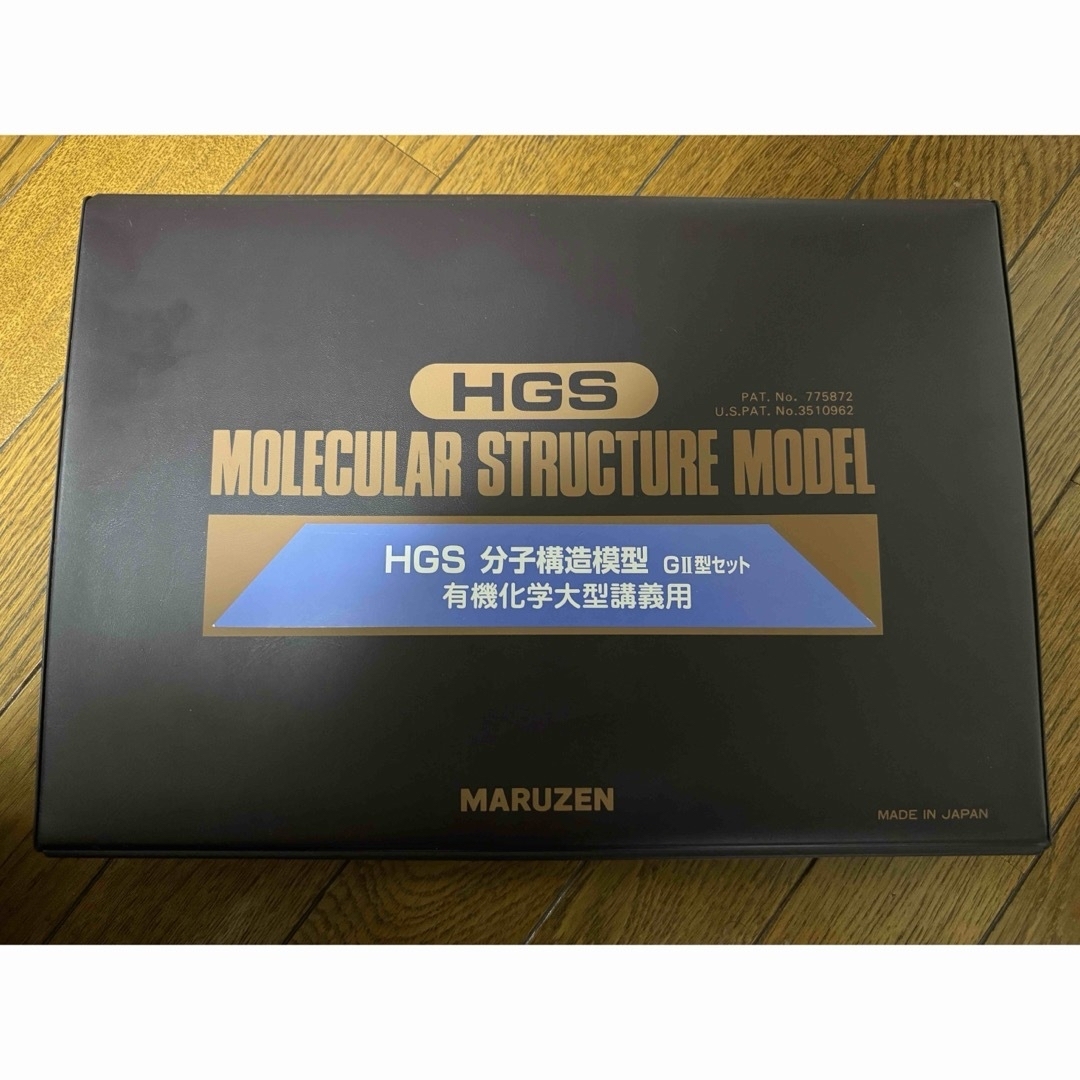 HGS
PAT. No. 775872
U.S.PAT. No.3510962
MOLECULAR STRUCTURE MODEL
HGS 分子構造模型 GⅡ型セット
有機化学大型講義用
MARUZEN
MADE IN JAPAN